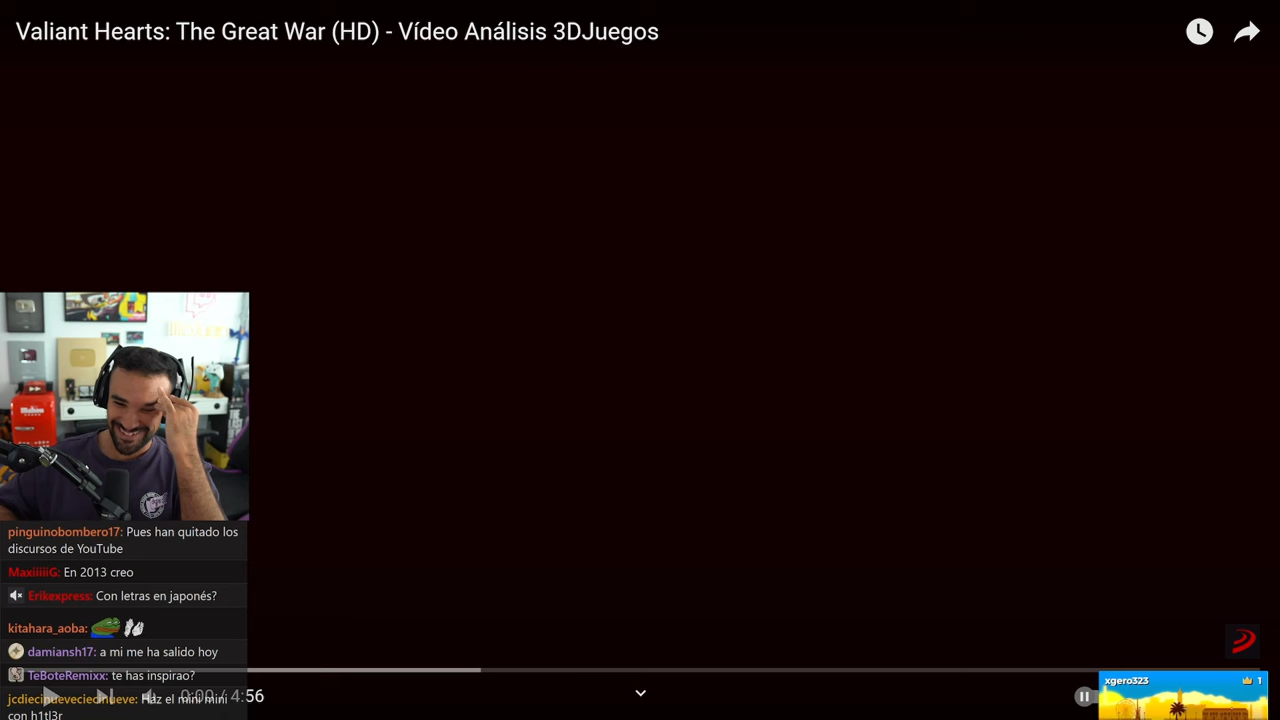 Valiant Hearts: The Great War (HD) - Vídeo Análisis 3DJuegos
pinguinobombero17: Pues han quitado los
discursos de YouTube
MaxiiiiiG: En 2013 creo
Erikexpress: Con letras en japonés?
kitahara_aoba:
damiansh17: a mi me ha salido hoy
TeBoteRemixx: te has inspirao?
jcdiecinueveciednueve: Haz el mini mini
con h1tl3r
0:00 / 4:56
xgero323
1